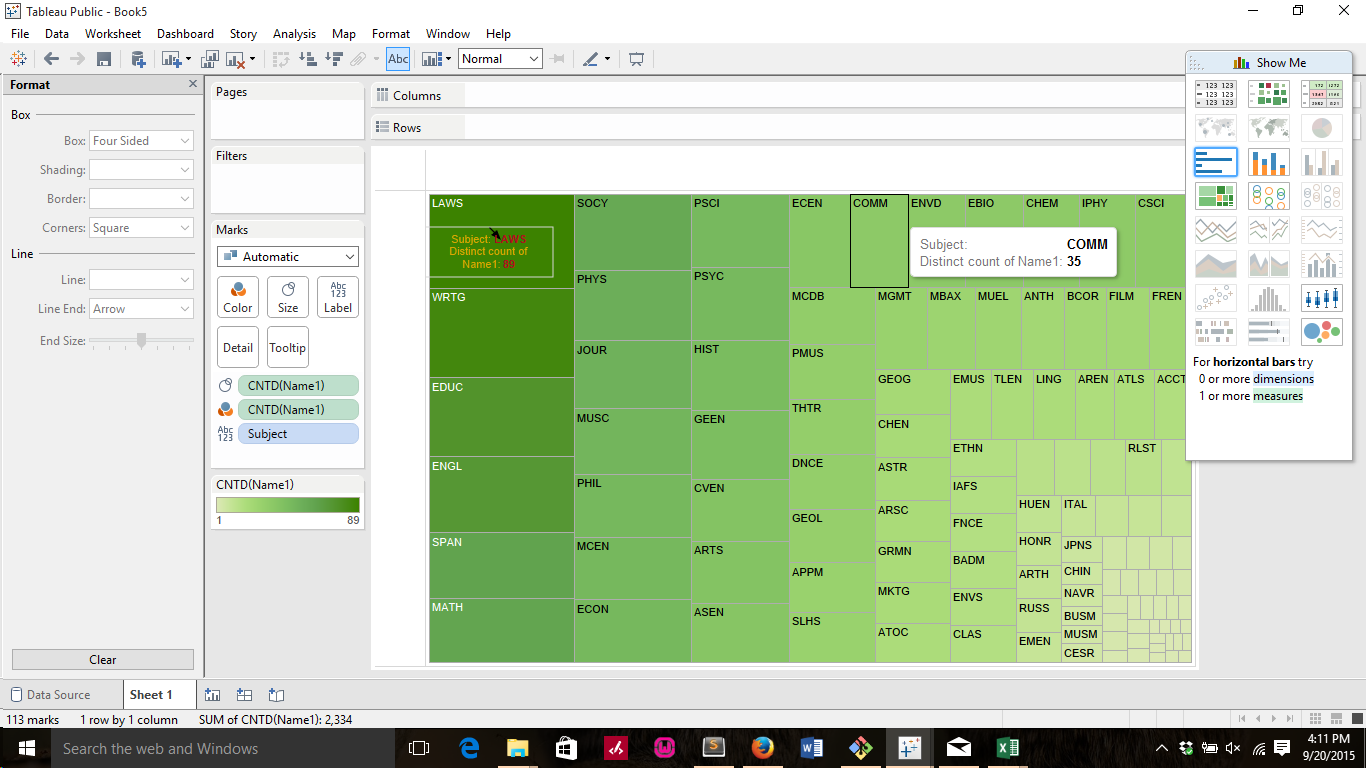 Tableau Public - Book5
File Data Worksheet Dashboard Story Analysis Map Format Window Help
Abc Normal
Format
Box
Box: Four Sided
Shading:
Border:
Corners: Square
Line
Line:
Line End: Arrow
End Size:
Clear
Pages
Filters
Marks
Automatic
Color Size Abc 123 Label
Detail Tooltip
CNTD(Name1)
CNTD(Name1)
Abc 123 Subject
CNTD(Name1)
1 89
Columns
Rows
LAWS
Subject: LAWS
Distinct count of
Name1: 89
WRTG
EDUC
ENGL
SPAN
MATH
SOCY
PHYS
JOUR
MUSC
PHIL
MCEN
ECON
PSCI
PSYC
HIST
GEEN
CVEN
ARTS
ASEN
ECEN COMM ENVD EBIO CHEM IPHY CSCI
Subject: COMM
Distinct count of Name1: 35
MCDB
PMUS
THTR
DNCE
GEOL
APPM
SLHS
MGMT MBAX MUEL ANTH BCOR FILM FREN
GEOG
CHEN
ASTR
ARSC
GRMN
MKTG
ATOC
EMUS TLEN LING AREN ATLS ACCT
ETHN
IAFS
FNCE
BADM
ENVS
CLAS
RLST
HUEN
HONR
ARTH
RUSS
EMEN
ITAL
JPNS
CHIN
NAVR
BUSM
MUSM
CESR
Show Me
For horizontal bars try
0 or more dimensions
1 or more measures
Data Source Sheet 1
113 marks 1 row by 1 column SUM of CNTD(Name1): 2,334
Search the web and Windows
4:11 PM
9/20/2015